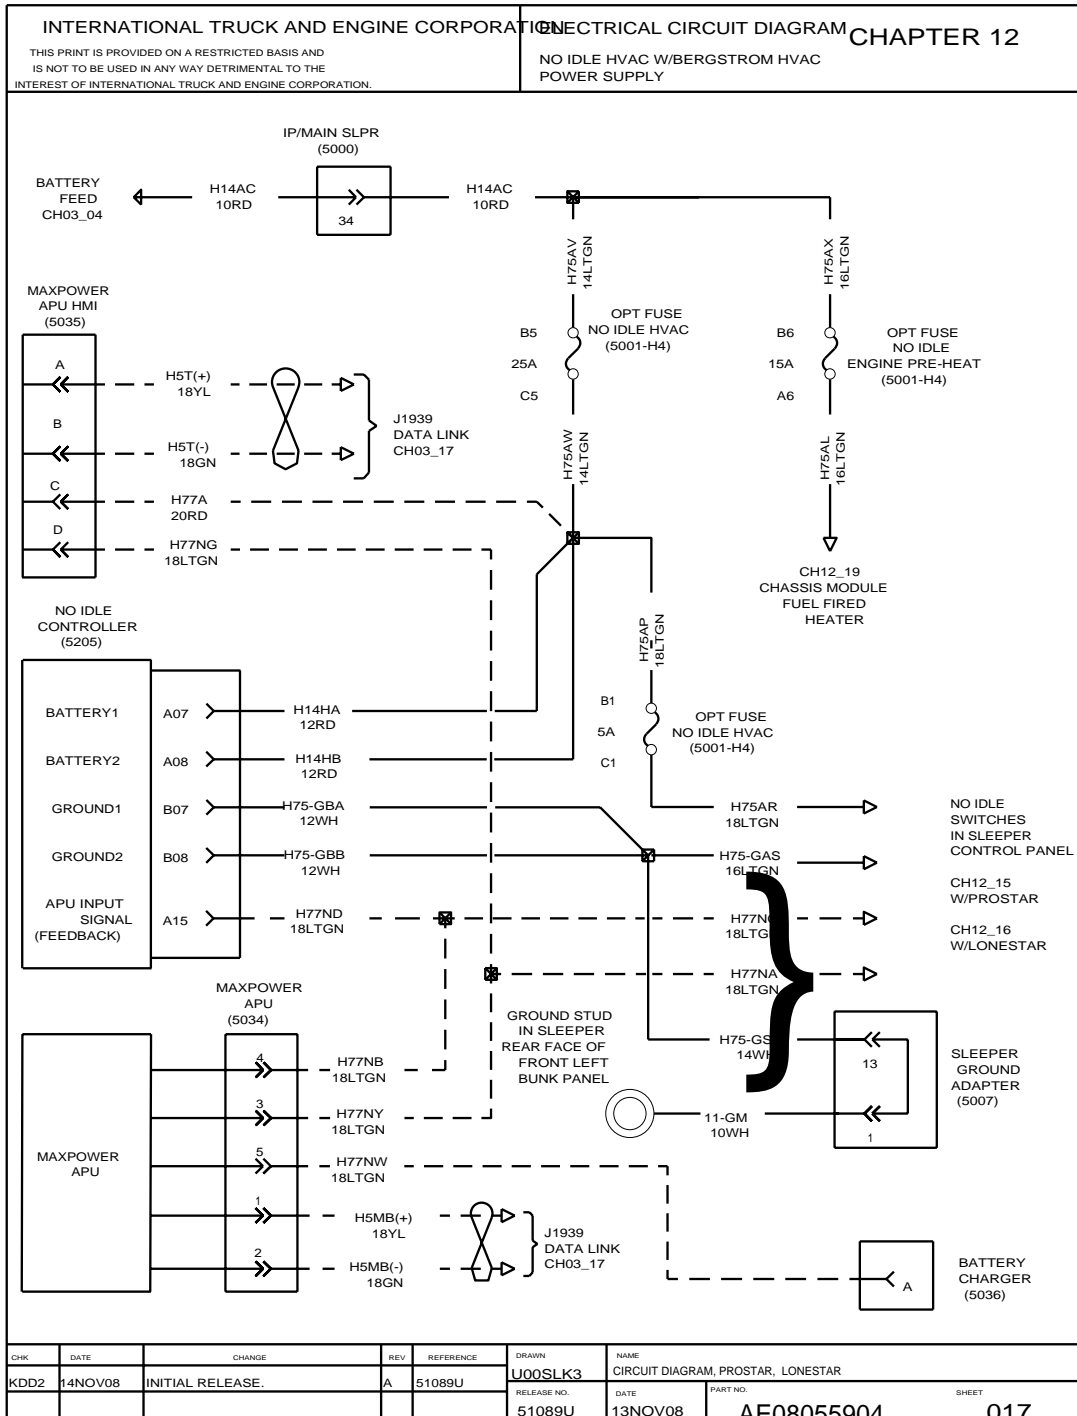 INTERNATIONAL TRUCK AND ENGINE CORPORATION
THIS PRINT IS PROVIDED ON A RESTRICTED BASIS AND
IS NOT TO BE USED IN ANY WAY DETRIMENTAL TO THE
INTEREST OF INTERNATIONAL TRUCK AND ENGINE CORPORATION.
ELECTRICAL CIRCUIT DIAGRAM
CHAPTER 12
NO IDLE HVAC W/BERGSTROM HVAC
POWER SUPPLY
IP/MAIN SLPR
(5000)
BATTERY
FEED
CH03_04
H14AC
10RD
34
H14AC
10RD
H75AV
14LTGN
H75AX
16LTGN
MAXPOWER
APU HMI
(5035)
A
H5T(+)
18YL
B
H5T(-)
18GN
C
H77A
20RD
D
H77NG
18LTGN
J1939
DATA LINK
CH03_17
B5
25A
C5
OPT FUSE
NO IDLE HVAC
(5001-H4)
B6
15A
A6
OPT FUSE
NO IDLE
ENGINE PRE-HEAT
(5001-H4)
H75AW
14LTGN
H75AL
16LTGN
CH12_19
CHASSIS MODULE
FUEL FIRED
HEATER
H75AP
18LTGN
B1
5A
C1
OPT FUSE
NO IDLE HVAC
(5001-H4)
NO IDLE
CONTROLLER
(5205)
BATTERY1
A07
H14HA
12RD
BATTERY2
A08
H14HB
12RD
GROUND1
B07
H75-GBA
12WH
GROUND2
B08
H75-GBB
12WH
APU INPUT
SIGNAL
(FEEDBACK)
A15
H77ND
18LTGN
H75AR
18LTGN
H75-GAS
16LTGN
18LTG
H77NA
18LTGN
NO IDLE
SWITCHES
IN SLEEPER
CONTROL PANEL
CH12_15
W/PROSTAR
CH12_16
W/LONESTAR
MAXPOWER
APU
(5034)
GROUND STUD
IN SLEEPER
REAR FACE OF
FRONT LEFT
BUNK PANEL
H75-GS
14WH
13
1
SLEEPER
GROUND
ADAPTER
(5007)
11-GM
10WH
MAXPOWER
APU
4
H77NB
18LTGN
3
H77NY
18LTGN
5
H77NW
18LTGN
1
H5MB(+)
18YL
2
H5MB(-)
18GN
J1939
DATA LINK
CH03_17
A
BATTERY
CHARGER
(5036)
CHK DATE CHANGE REV REFERENCE
KDD2 14NOV08 INITIAL RELEASE. A 51089U
DRAWN
U00SLK3
NAME
CIRCUIT DIAGRAM, PROSTAR, LONESTAR
RELEASE NO.
51089U
DATE
13NOV08
PART NO.
AE08055904
SHEET
017